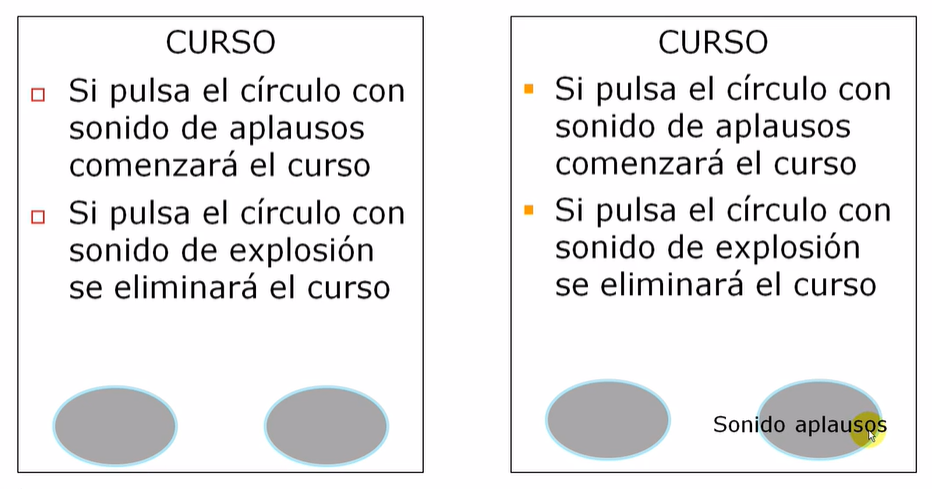 CURSO
Si pulsa el círculo con
sonido de aplausos
comenzará el curso
Si pulsa el círculo con
sonido de explosión
se eliminará el curso
CURSO
Si pulsa el círculo con
sonido de aplausos
comenzará el curso
Si pulsa el círculo con
sonido de explosión
se eliminará el curso
Sonido aplausos